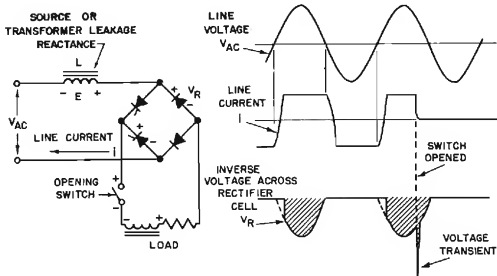 SOURCE OR
TRANSFORMER LEAKAGE
REACTANCE
L
- E +
V_AC
LINE CURRENT
i
OPENING
SWITCH
+
-
+ V_R
-
+
-
- +
LOAD
LINE
VOLTAGE
V_AC
LINE
CURRENT
I
SWITCH
OPENED
INVERSE
VOLTAGE ACROSS
RECTIFIER
CELL
V_R
VOLTAGE
TRANSIENT